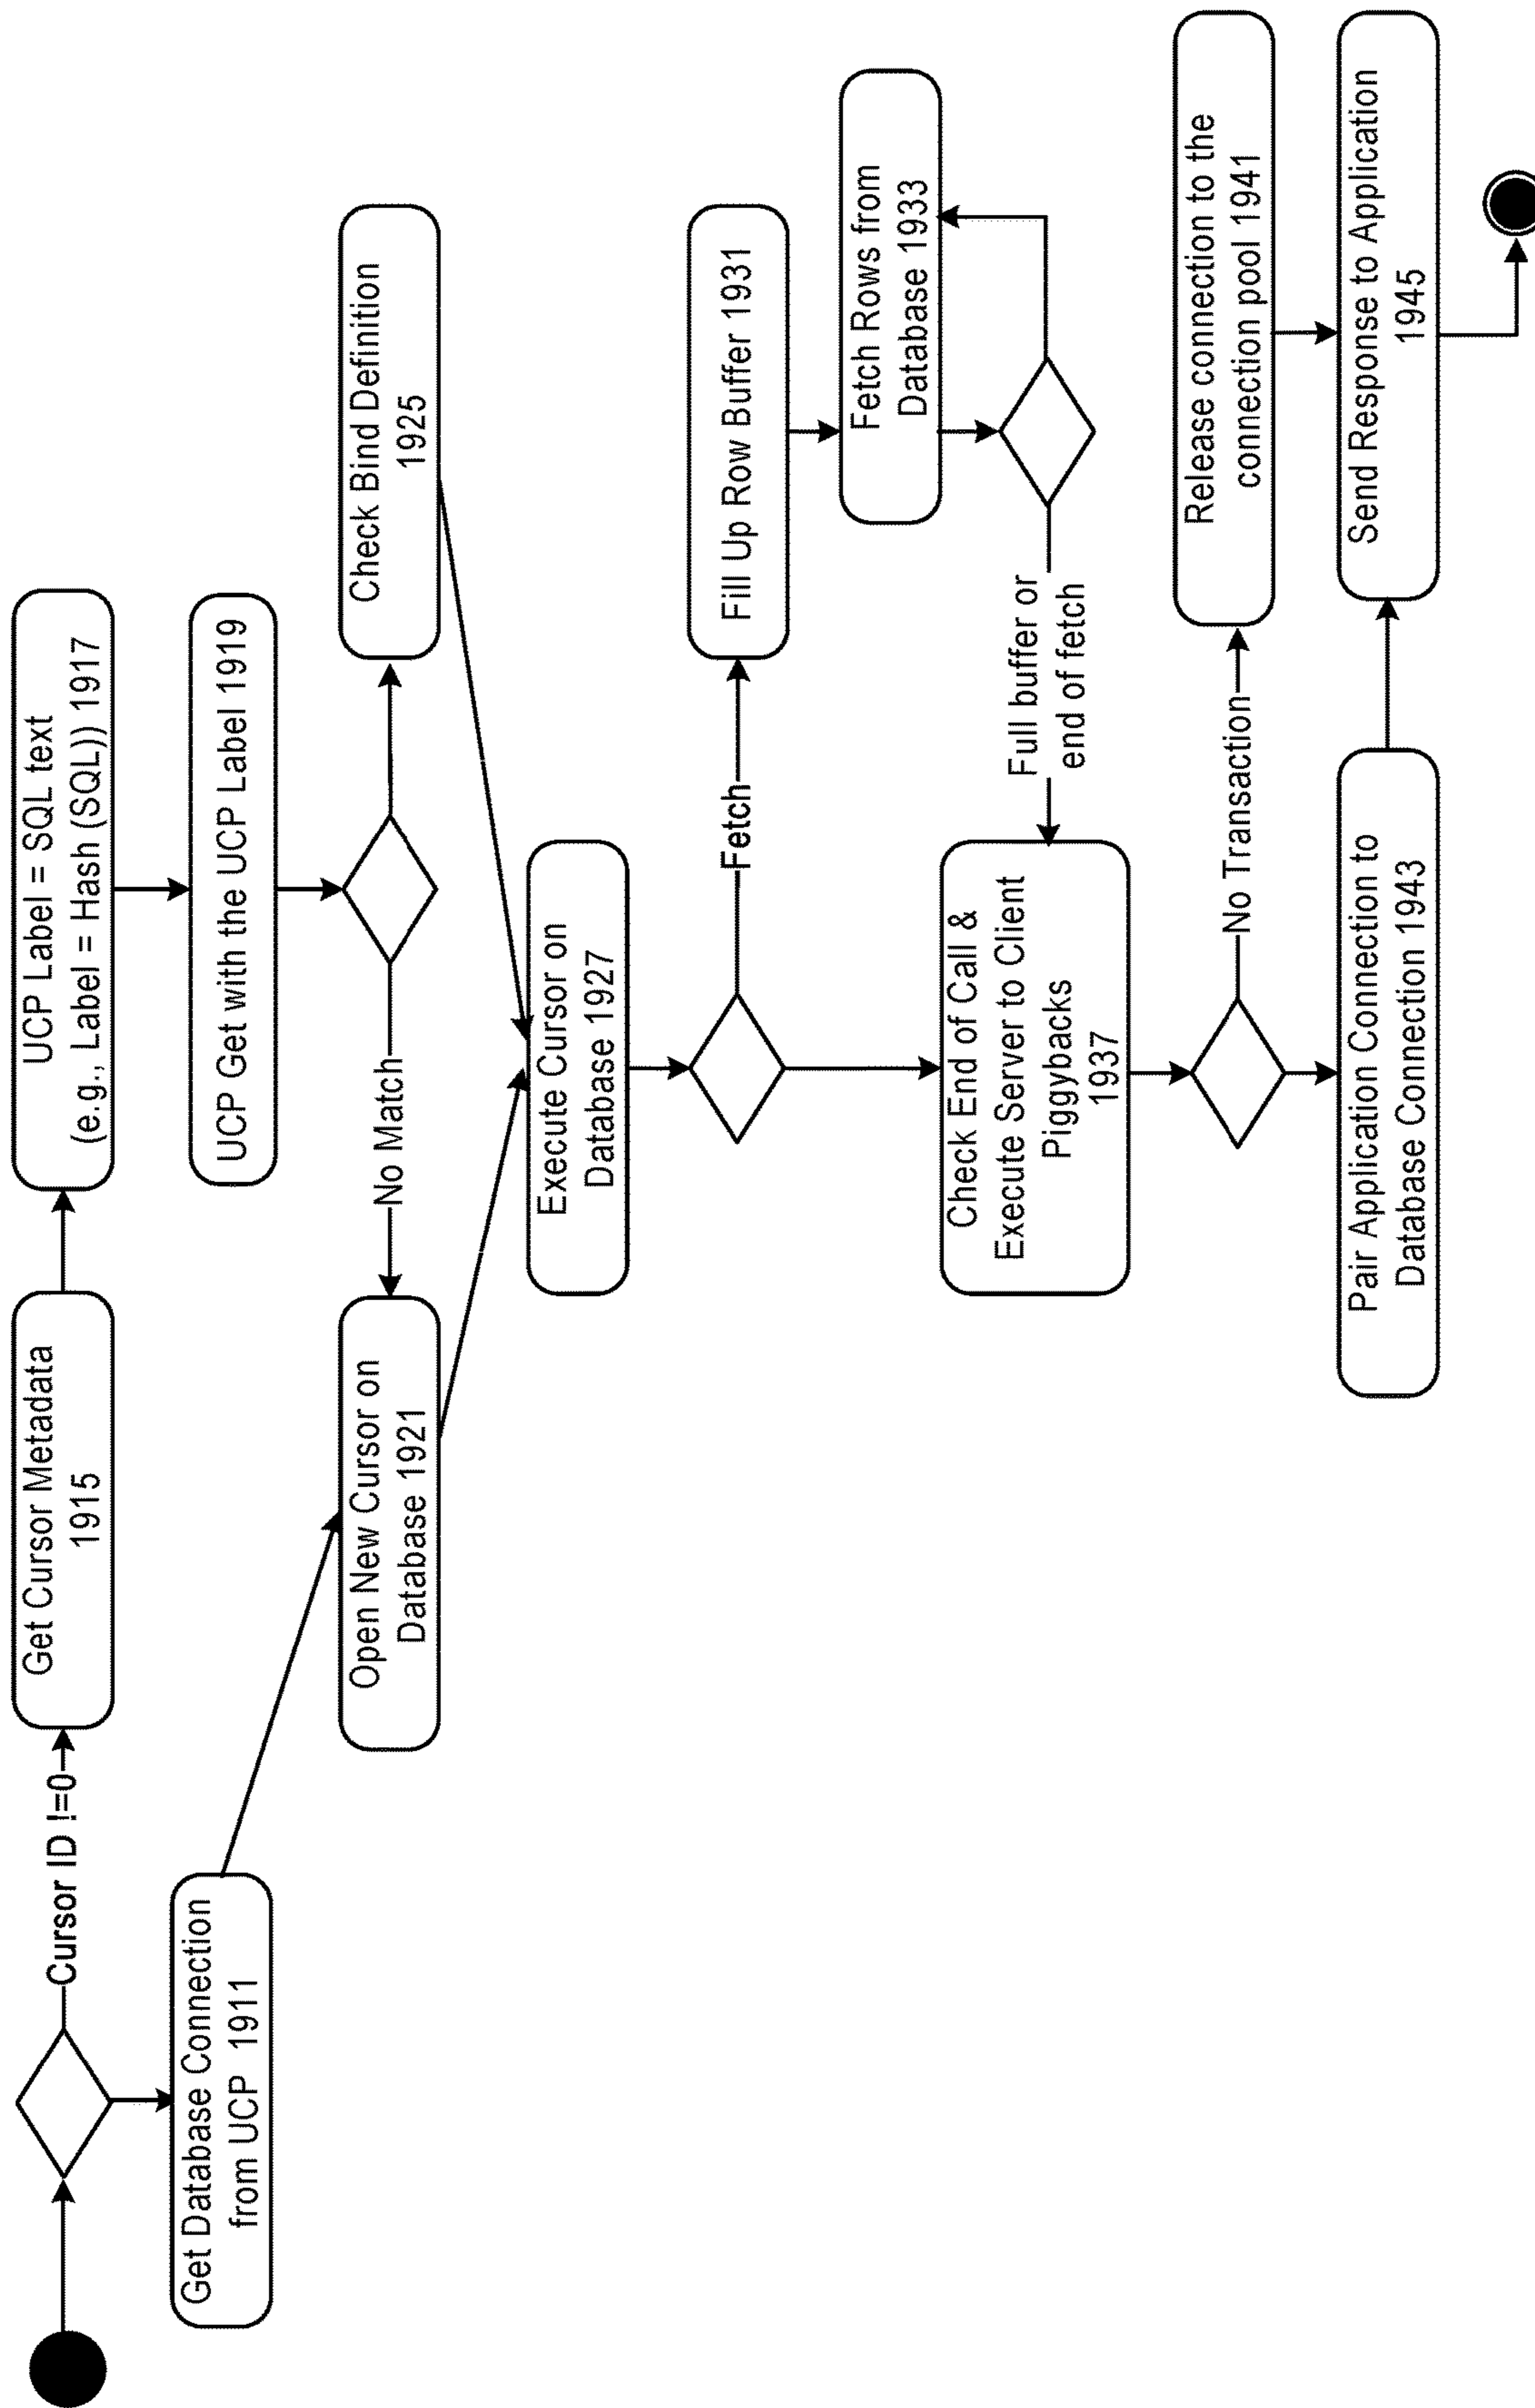 Cursor ID !=0
Get Cursor Metadata
1915
UCP Label = SQL text
(e.g., Label = Hash (SQL)) 1917
Get Database Connection
from UCP 1911
UCP Get with the UCP Label 1919
Open New Cursor on
Database 1921
No Match
Check Bind Definition
1925
Execute Cursor on
Database 1927
Fetch
Fill Up Row Buffer 1931
Fetch Rows from
Database 1933
Full buffer or
end of fetch
Check End of Call &
Execute Server to Client
Piggybacks
1937
No Transaction
Release connection to the
connection pool 1941
Pair Application Connection to
Database Connection 1943
Send Response to Application
1945